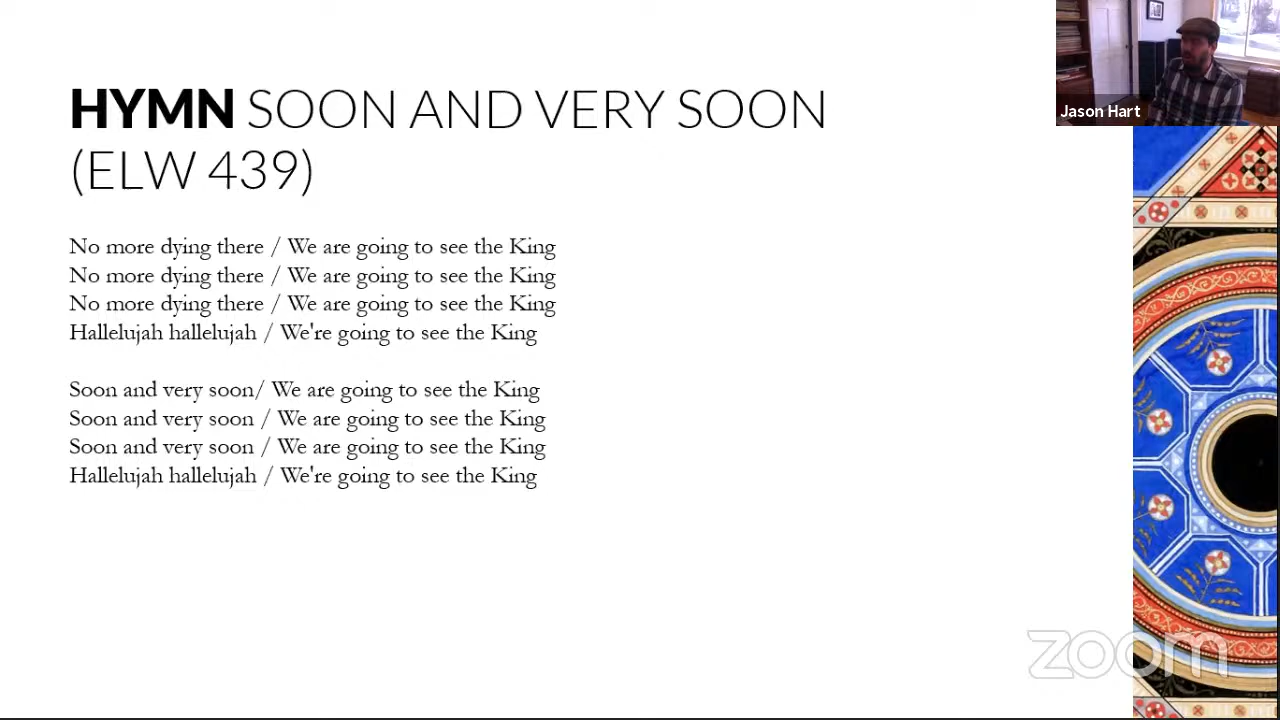 HYMN SOON AND VERY SOON
(ELW 439)
No more dying there / We are going to see the King
No more dying there / We are going to see the King
No more dying there / We are going to see the King
Hallelujah hallelujah / We're going to see the King
Soon and very soon/ We are going to see the King
Soon and very soon / We are going to see the King
Soon and very soon / We are going to see the King
Hallelujah hallelujah / We're going to see the King
Jason Hart
zoom